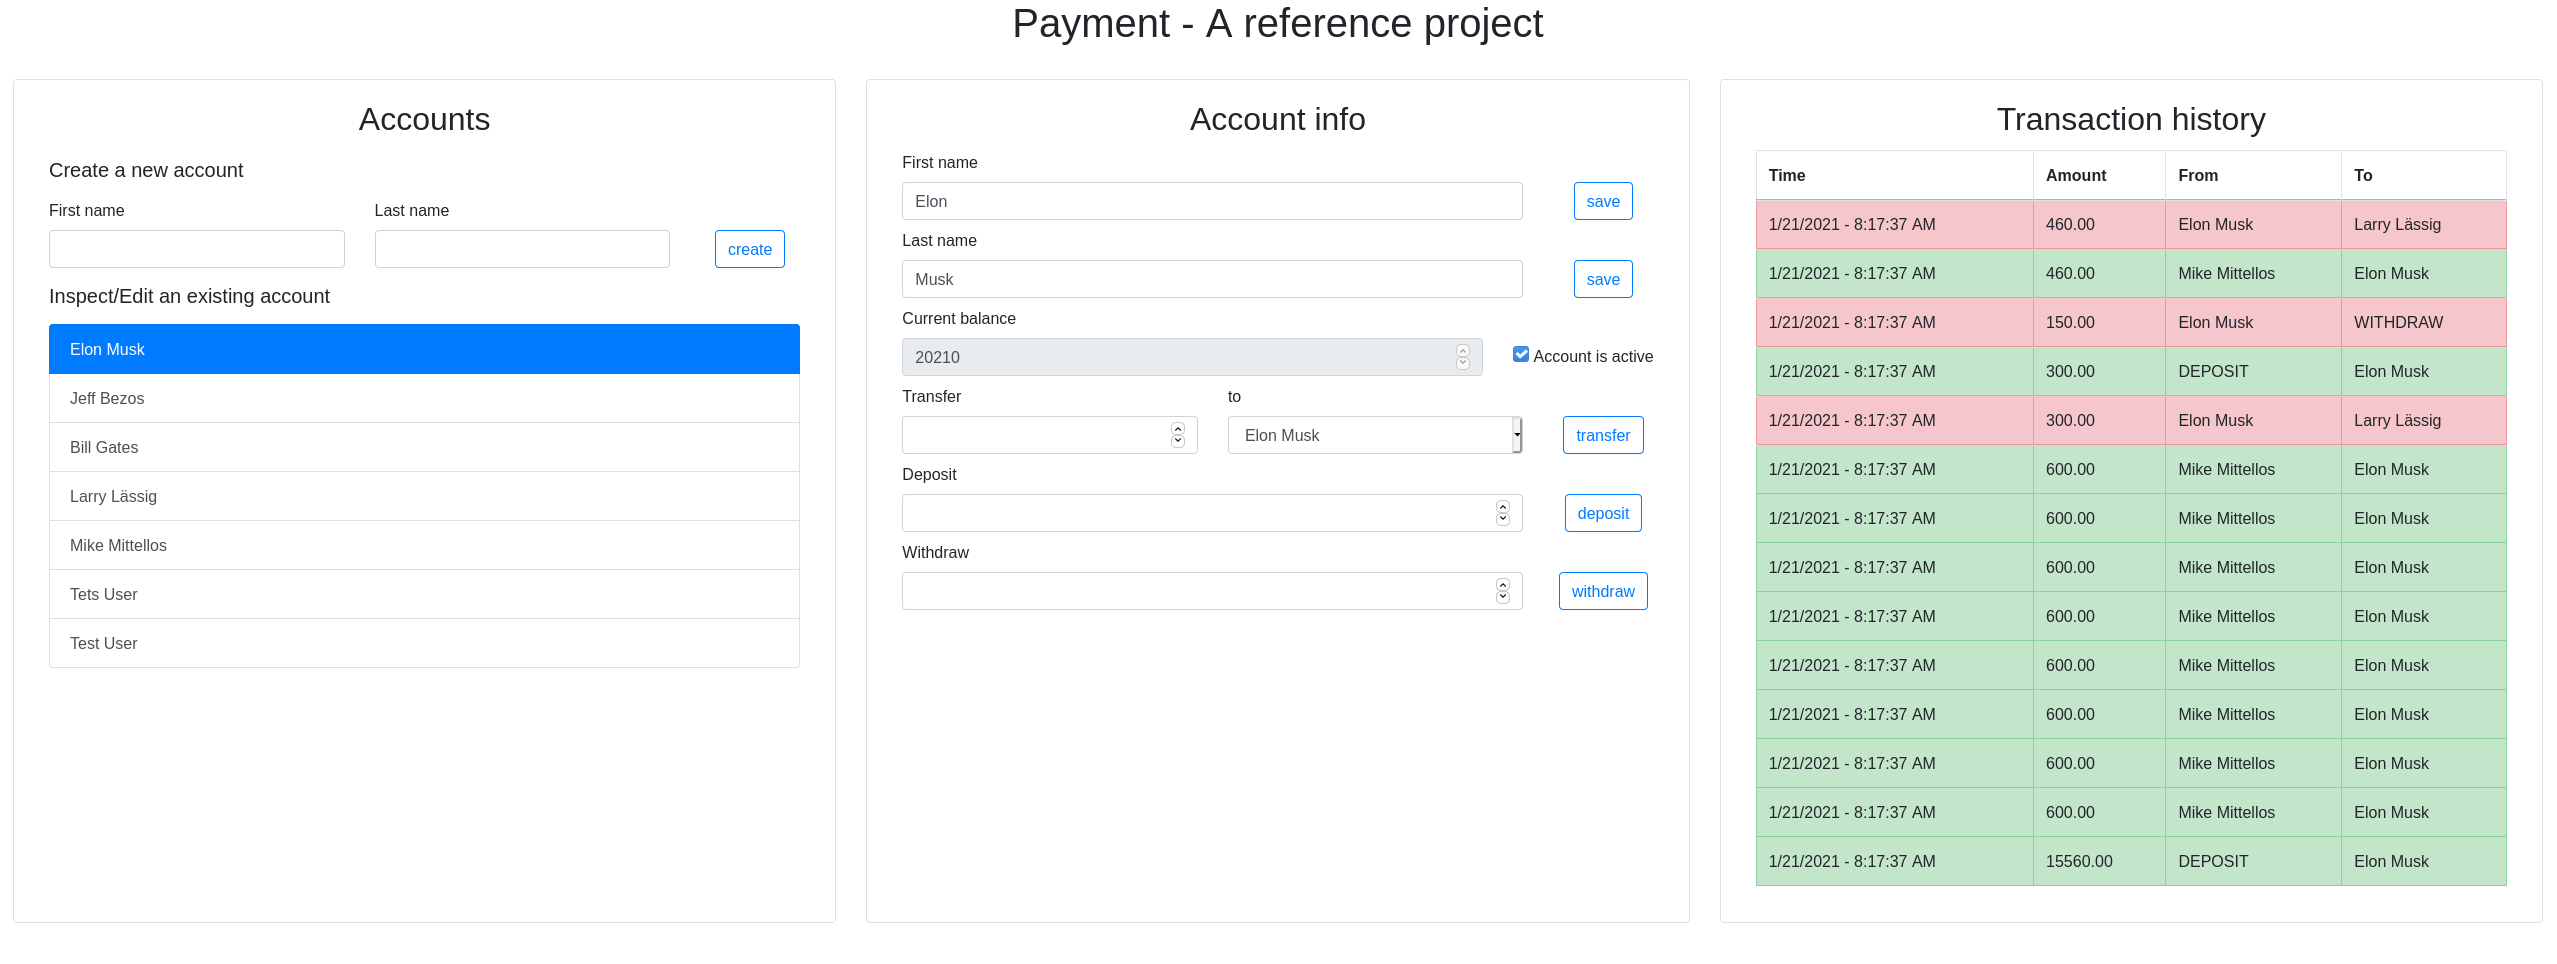 Payment - A reference project
Accounts
Create a new account
First name Last name
create
Inspect/Edit an existing account
Elon Musk
Jeff Bezos
Bill Gates
Larry Lässig
Mike Mittellos
Tets User
Test User
Account info
First name
Elon save
Last name
Musk save
Current balance
20210 Account is active
Transfer to
Elon Musk transfer
Deposit
deposit
Withdraw
withdraw
Transaction history
Time Amount From To
1/21/2021 - 8:17:37 AM 460.00 Elon Musk Larry Lässig
1/21/2021 - 8:17:37 AM 460.00 Mike Mittellos Elon Musk
1/21/2021 - 8:17:37 AM 150.00 Elon Musk WITHDRAW
1/21/2021 - 8:17:37 AM 300.00 DEPOSIT Elon Musk
1/21/2021 - 8:17:37 AM 300.00 Elon Musk Larry Lässig
1/21/2021 - 8:17:37 AM 600.00 Mike Mittellos Elon Musk
1/21/2021 - 8:17:37 AM 600.00 Mike Mittellos Elon Musk
1/21/2021 - 8:17:37 AM 600.00 Mike Mittellos Elon Musk
1/21/2021 - 8:17:37 AM 600.00 Mike Mittellos Elon Musk
1/21/2021 - 8:17:37 AM 600.00 Mike Mittellos Elon Musk
1/21/2021 - 8:17:37 AM 600.00 Mike Mittellos Elon Musk
1/21/2021 - 8:17:37 AM 600.00 Mike Mittellos Elon Musk
1/21/2021 - 8:17:37 AM 600.00 Mike Mittellos Elon Musk
1/21/2021 - 8:17:37 AM 15560.00 DEPOSIT Elon Musk